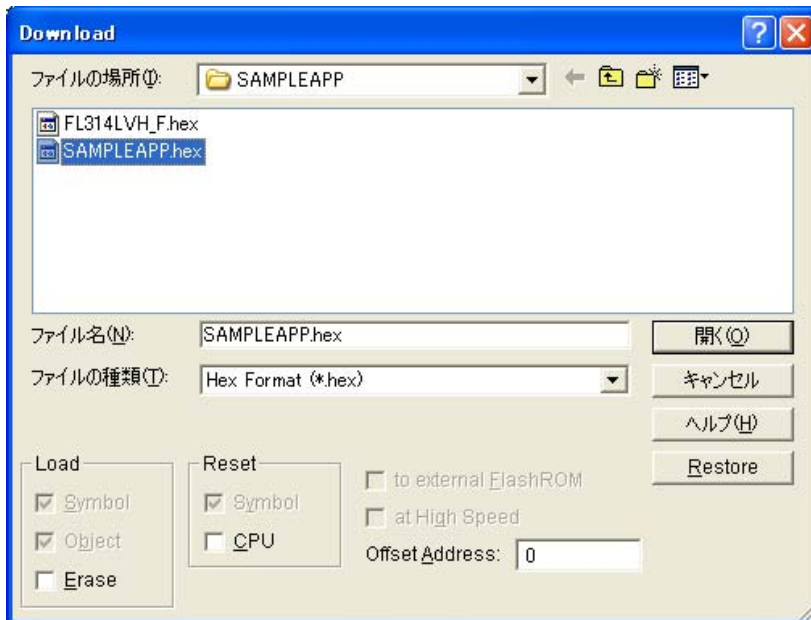 Download
ファイルの場所(I):
SAMPLEAPP
FL314LVH_F.hex
SAMPLEAPP.hex
ファイル名(N):
SAMPLEAPP.hex
開く(O)
ファイルの種類(T):
Hex Format (*.hex)
キャンセル
ヘルプ(H)
Restore
Load
Symbol
Object
Erase
Reset
Symbol
CPU
to external FlashROM
at High Speed
Offset Address:
0